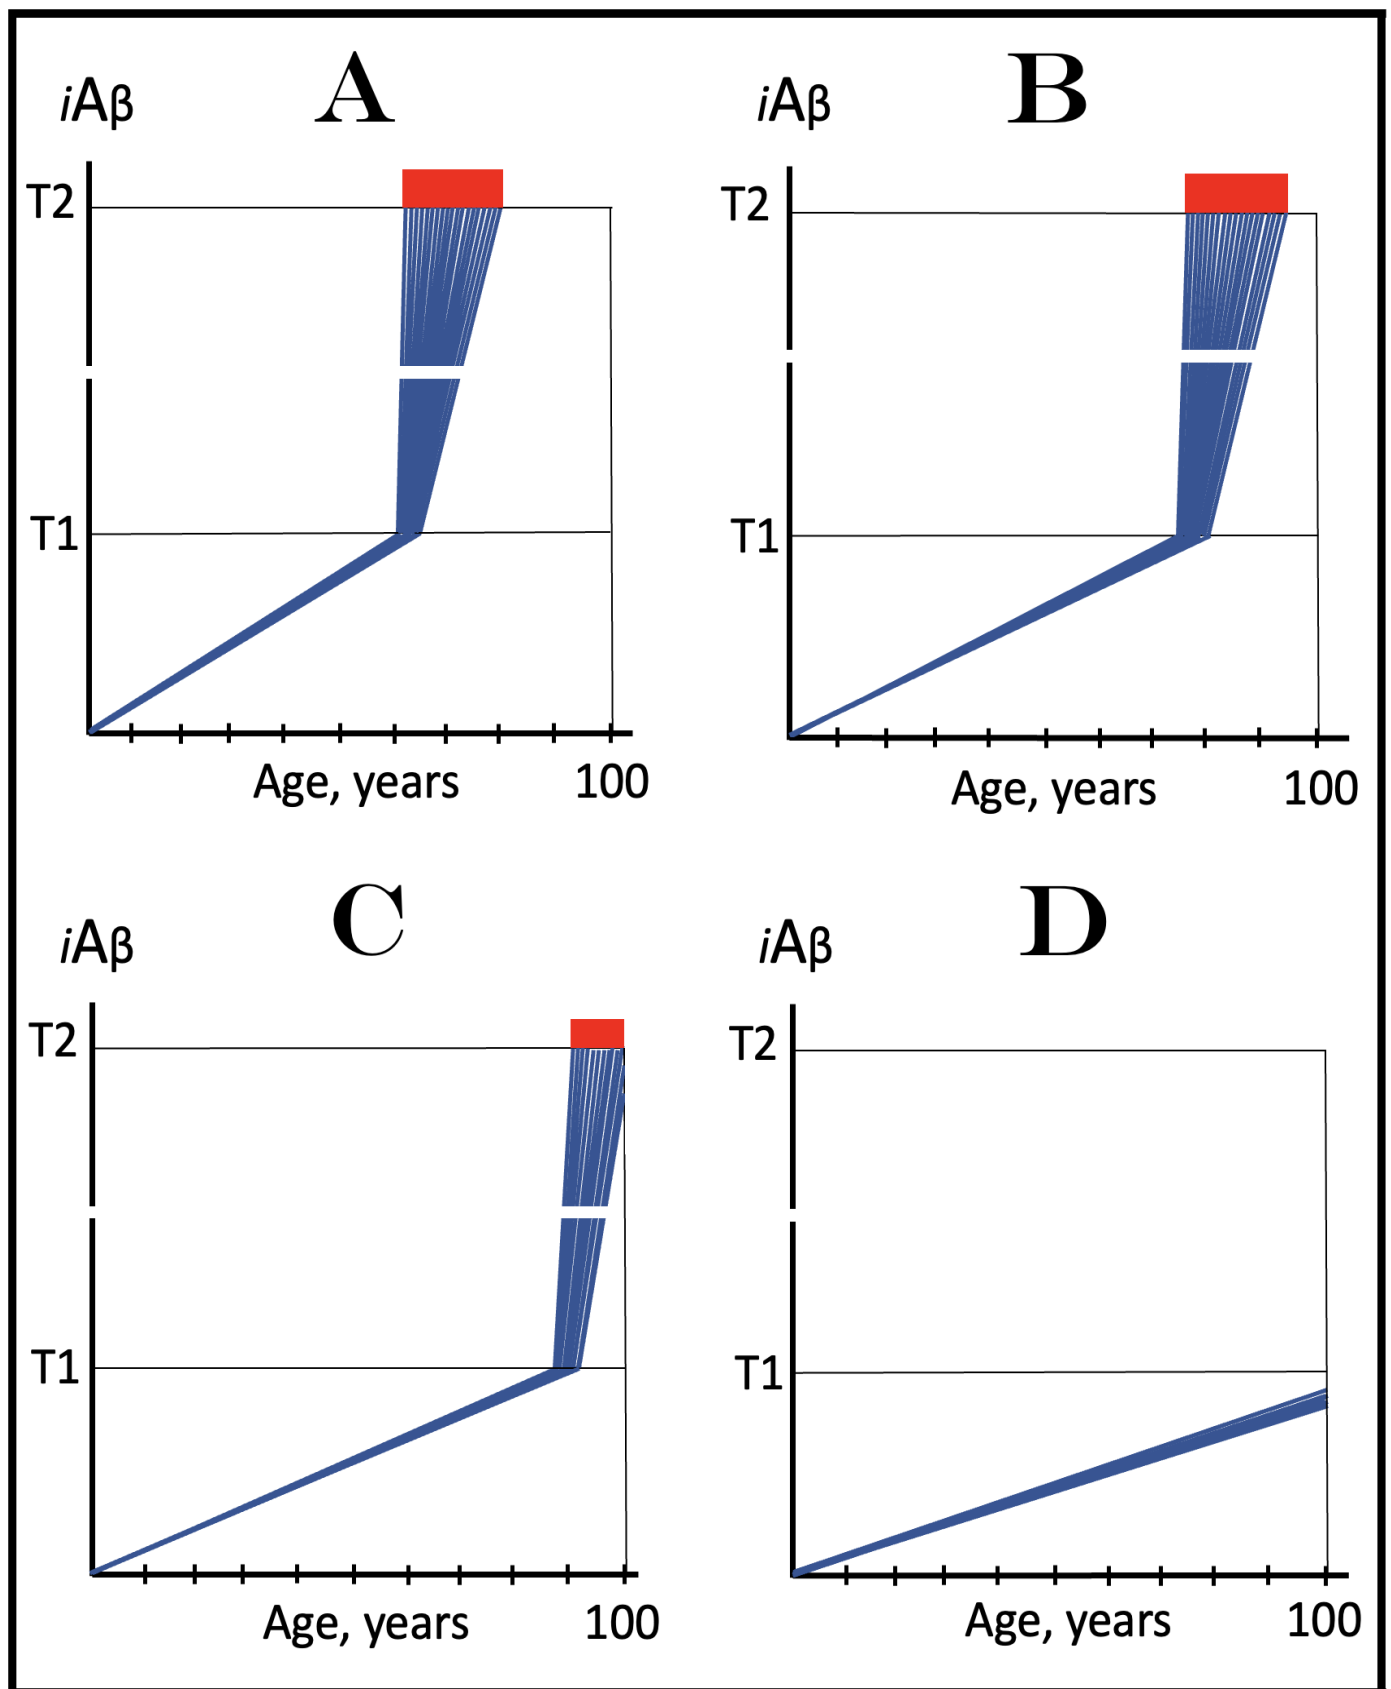 A
iAβ
T2
T1
Age, years 100
B
iAβ
T2
T1
Age, years 100
C
iAβ
T2
T1
Age, years 100
D
iAβ
T2
T1
Age, years 100